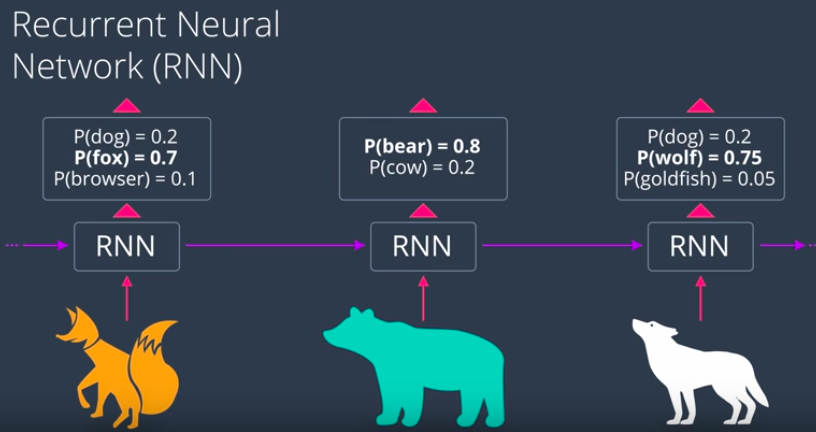 Recurrent Neural
Network (RNN)
P(dog) = 0.2
P(fox) = 0.7
P(browser) = 0.1
P(bear) = 0.8
P(cow) = 0.2
P(dog) = 0.2
P(wolf) = 0.75
P(goldfish) = 0.05
RNN
RNN
RNN